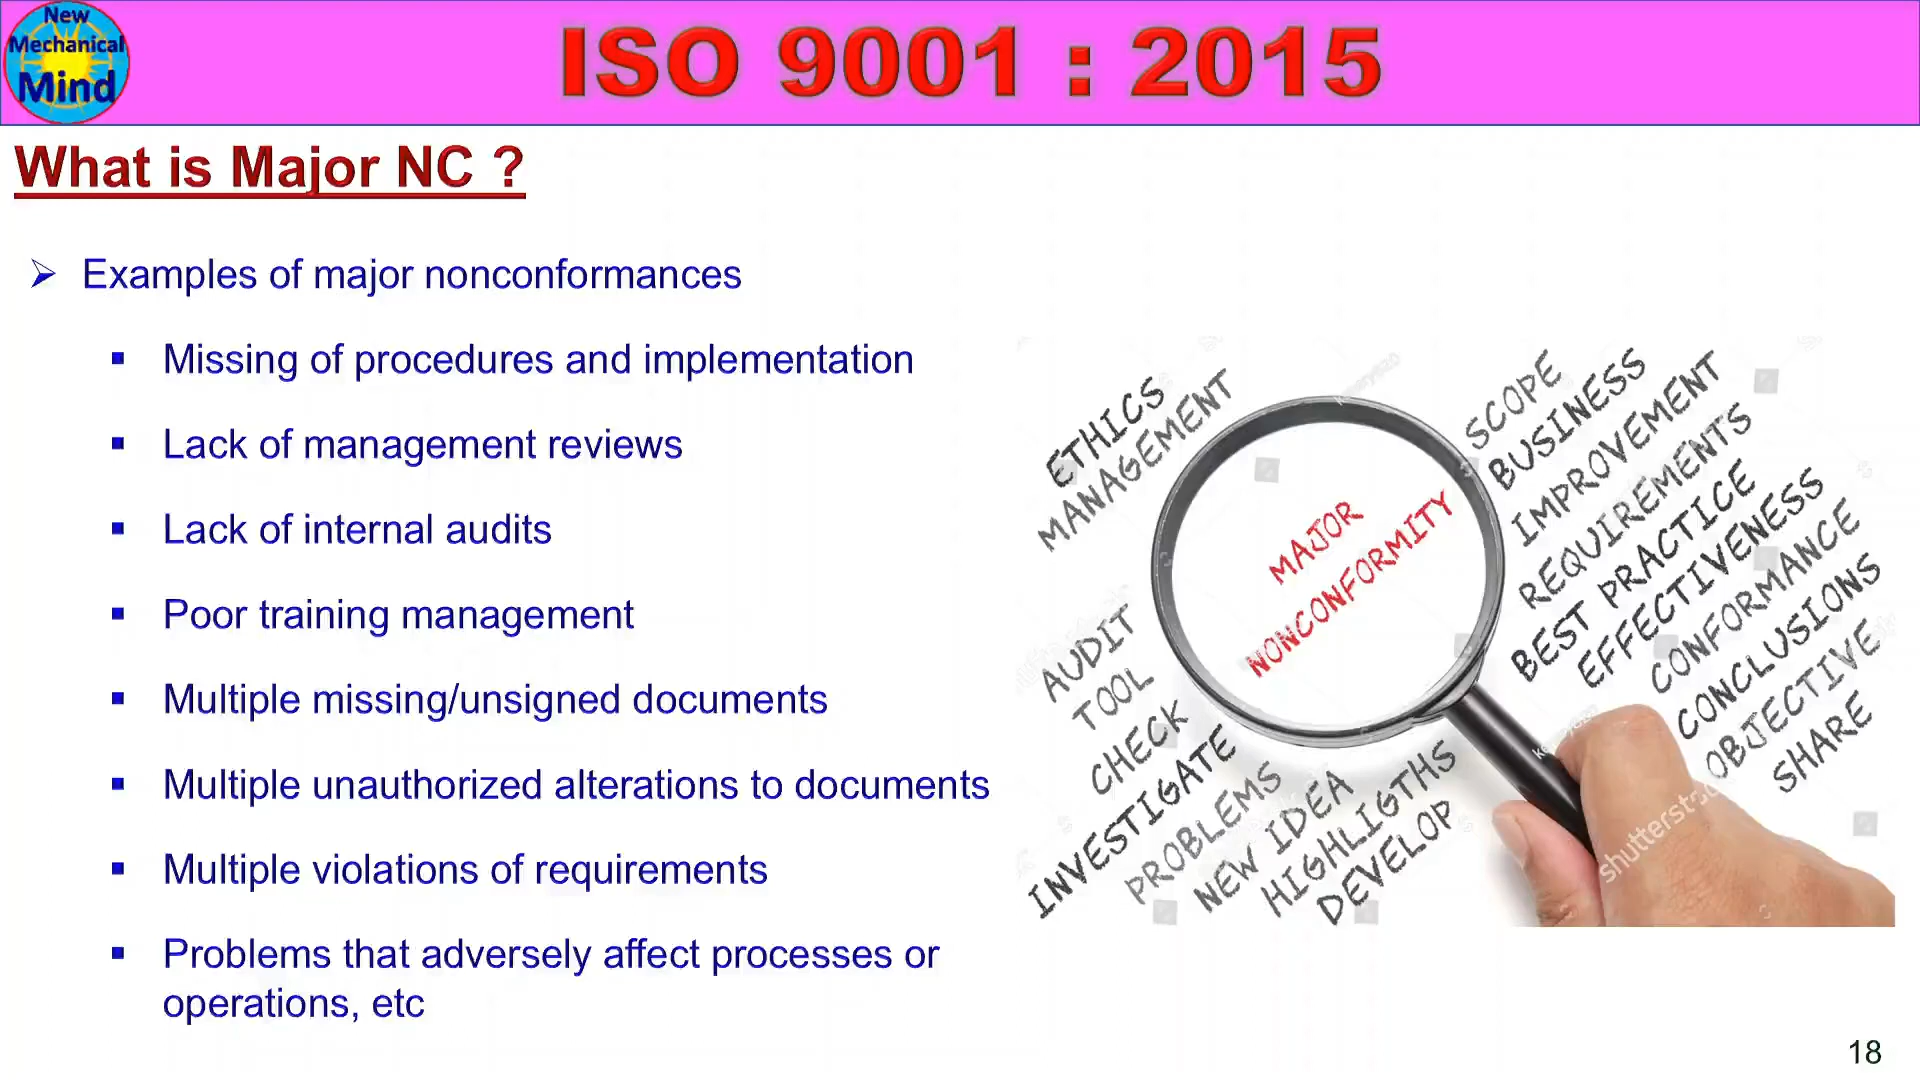 New
Mechanical
Mind
ISO 9001 : 2015
What is Major NC ?
Examples of major nonconformances
Missing of procedures and implementation
Lack of management reviews
Lack of internal audits
Poor training management
Multiple missing/unsigned documents
Multiple unauthorized alterations to documents
Multiple violations of requirements
Problems that adversely affect processes or
operations, etc
ETHICS
MANAGEMENT
AUDIT
TOOL
CHECK
INVESTIGATE
PROBLEMS
NEW IDEA
HIGHLIGTHS
DEVELOP
MAJOR
NONCONFORMITY
SCOPE
BUSINESS
IMPROVEMENT
REQUIREMENTS
BEST PRACTICE
EFFECTIVENESS
CONFORMANCE
CONCLUSIONS
OBJECTIVE
SHARE
18